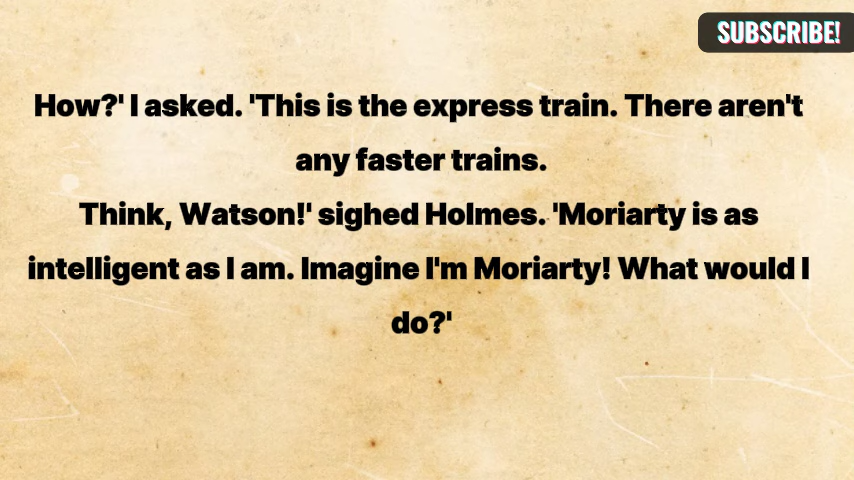 SUBSCRIBE!
How?' I asked. 'This is the express train. There aren't
any faster trains.
Think, Watson!' sighed Holmes. 'Moriarty is as
intelligent as I am. Imagine I'm Moriarty! What would I
do?'